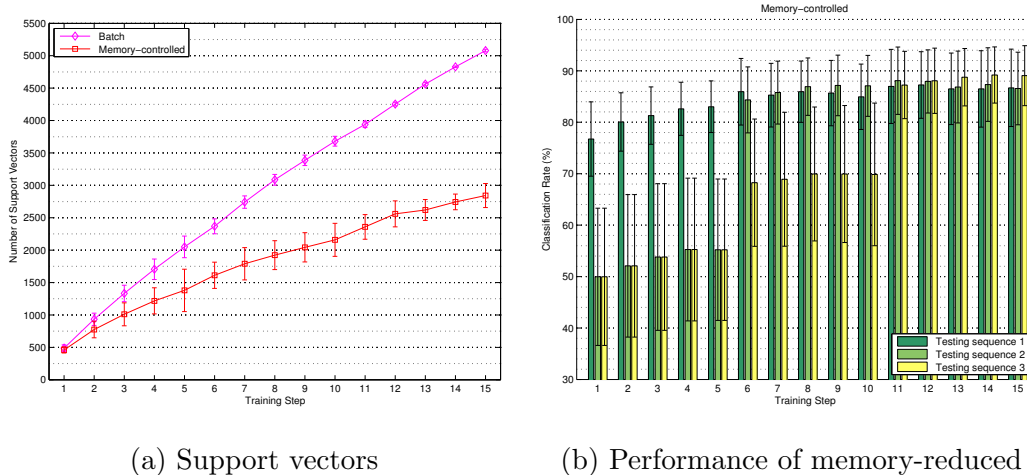 5500
5000
4500
4000
3500
3000
2500
2000
1500
1000
500
0
Number of Support Vectors
Batch
Memory−controlled
1 2 3 4 5 6 7 8 9 10 11 12 13 14 15
Training Step
(a) Support vectors
Memory−controlled
100
90
80
70
60
50
40
30
Classification Rate (%)
Testing sequence 1
Testing sequence 2
Testing sequence 3
1 2 3 4 5 6 7 8 9 10 11 12 13 14 15
Training Step
(b) Performance of memory-reduced